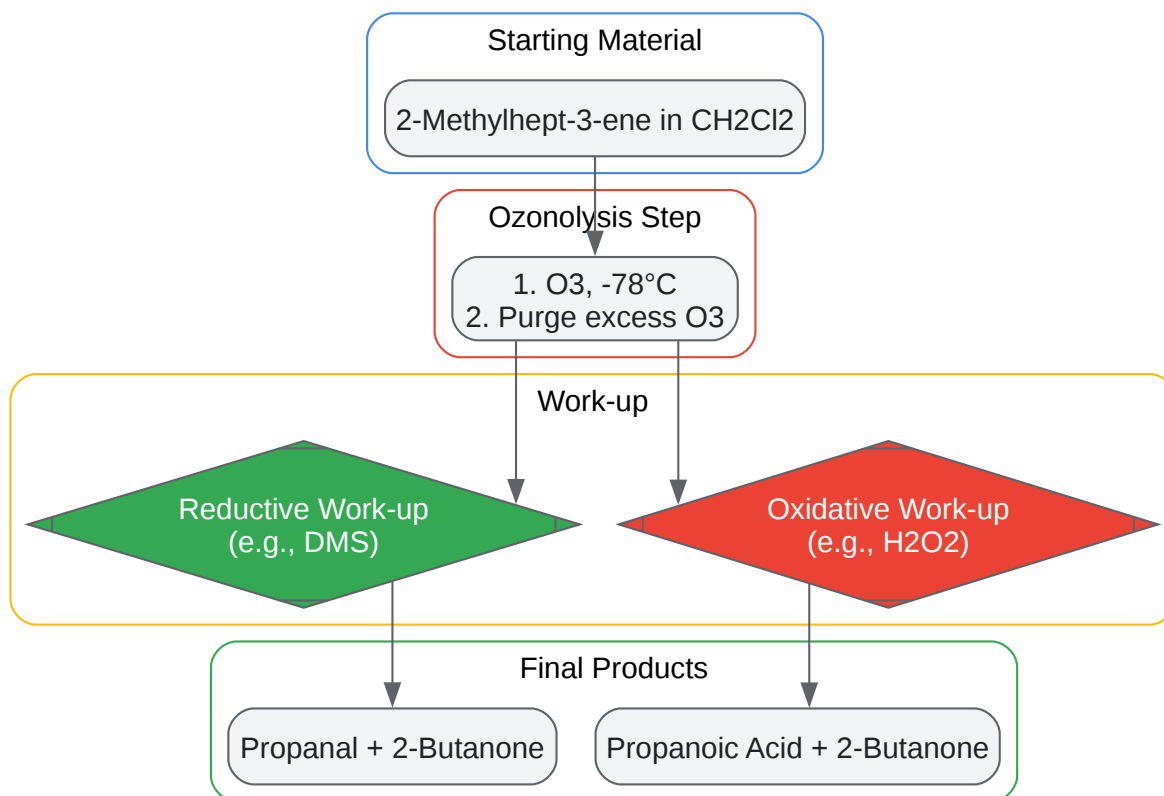 Starting Material
2-Methylhept-3-ene in CH2Cl2
Ozonolysis Step
1. O3, -78°C
2. Purge excess O3
Work-up
Reductive Work-up
(e.g., DMS)
Oxidative Work-up
(e.g., H2O2)
Final Products
Propanal + 2-Butanone
Propanoic Acid + 2-Butanone